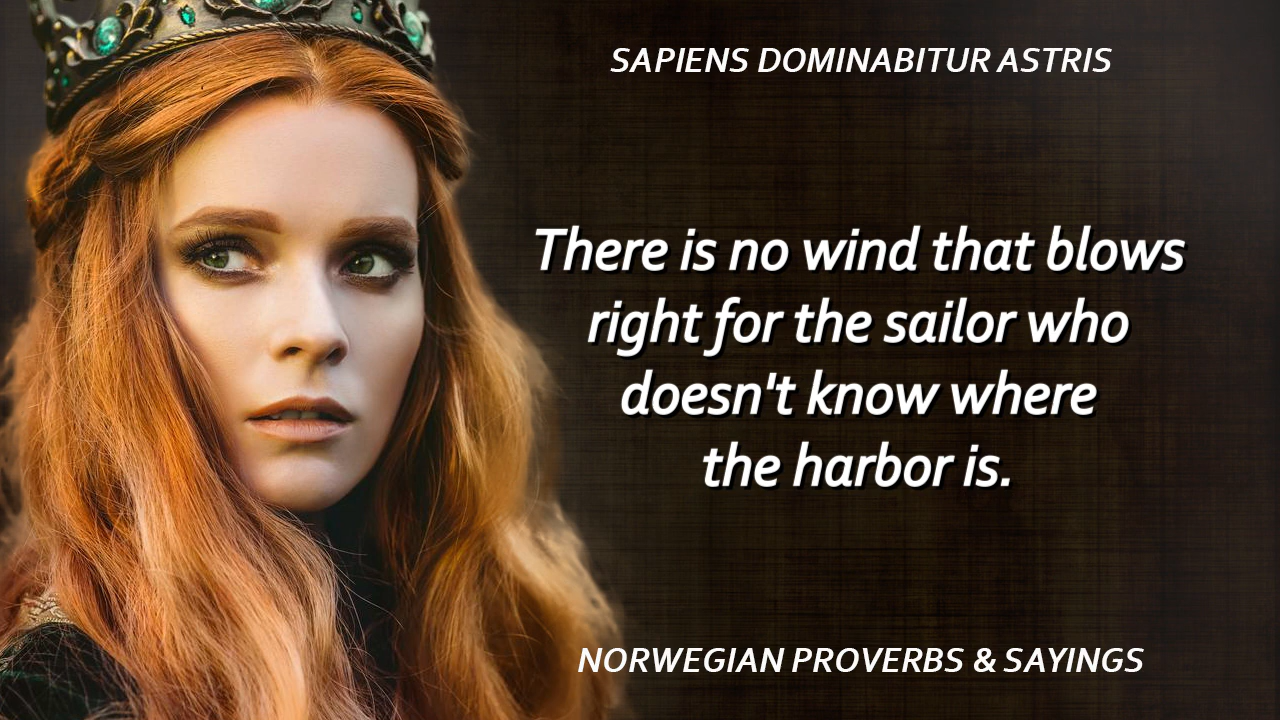 SAPIENS DOMINABITUR ASTRIS
There is no wind that blows
right for the sailor who
doesn't know where
the harbor is.
NORWEGIAN PROVERBS & SAYINGS